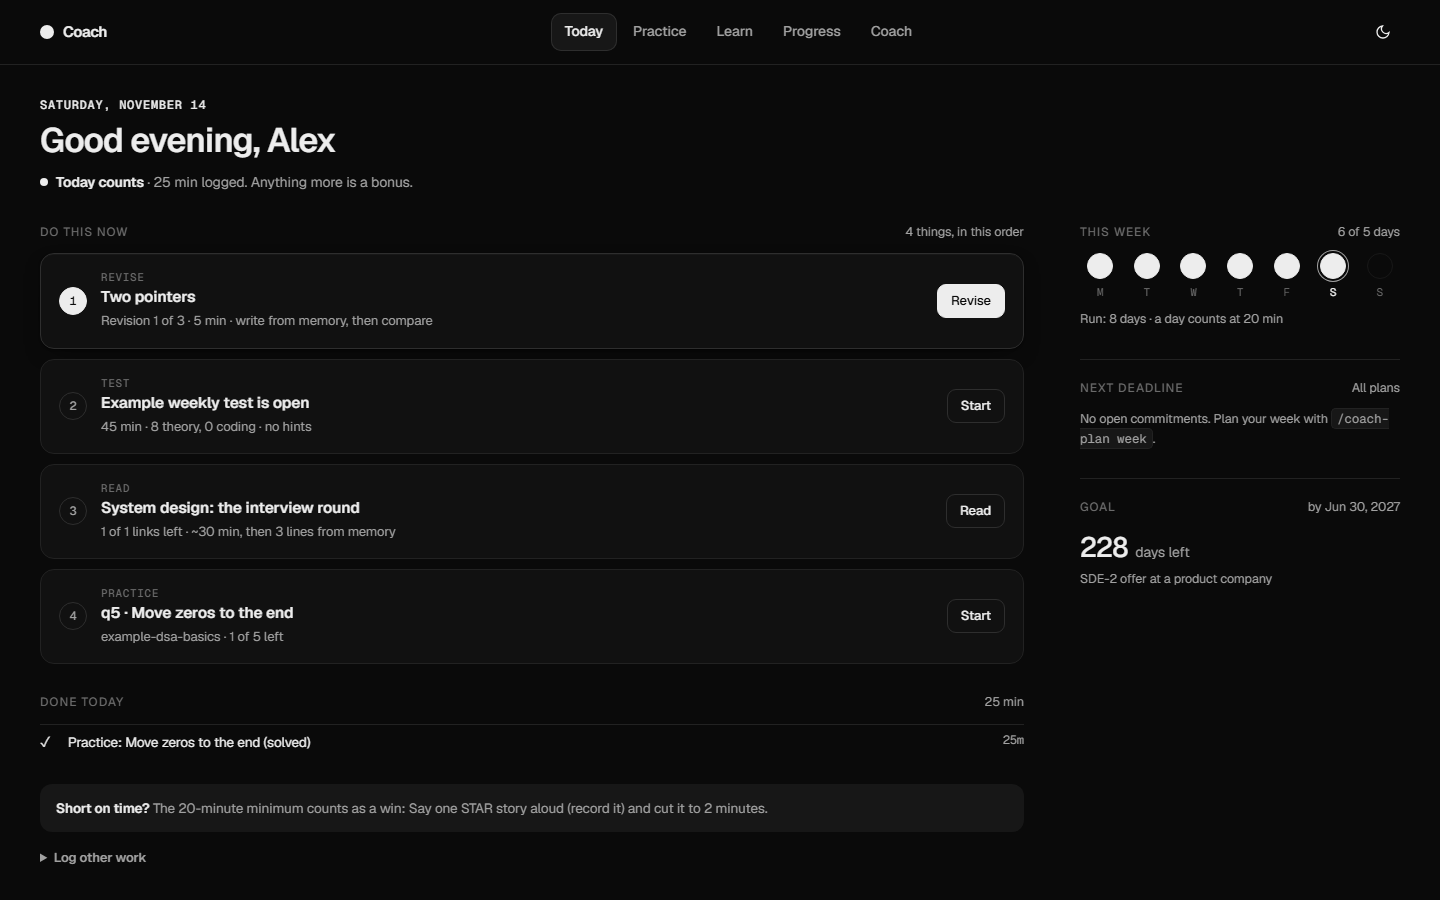 Coach
Today
Practice
Learn
Progress
Coach
SATURDAY, NOVEMBER 14
Good evening, Alex
Today counts · 25 min logged. Anything more is a bonus.
DO THIS NOW
4 things, in this order
1
REVISE
Two pointers
Revision 1 of 3 · 5 min · write from memory, then compare
Revise
2
TEST
Example weekly test is open
45 min · 8 theory, 0 coding · no hints
Start
3
READ
System design: the interview round
1 of 1 links left · ~30 min, then 3 lines from memory
Read
4
PRACTICE
q5 · Move zeros to the end
example-dsa-basics · 1 of 5 left
Start
DONE TODAY
25 min
✓ Practice: Move zeros to the end (solved)
25m
Short on time? The 20-minute minimum counts as a win: Say one STAR story aloud (record it) and cut it to 2 minutes.
Log other work
THIS WEEK
6 of 5 days
M T W T F S S
Run: 8 days · a day counts at 20 min
NEXT DEADLINE
All plans
No open commitments. Plan your week with /coach-
plan week.
GOAL
by Jun 30, 2027
228 days left
SDE-2 offer at a product company